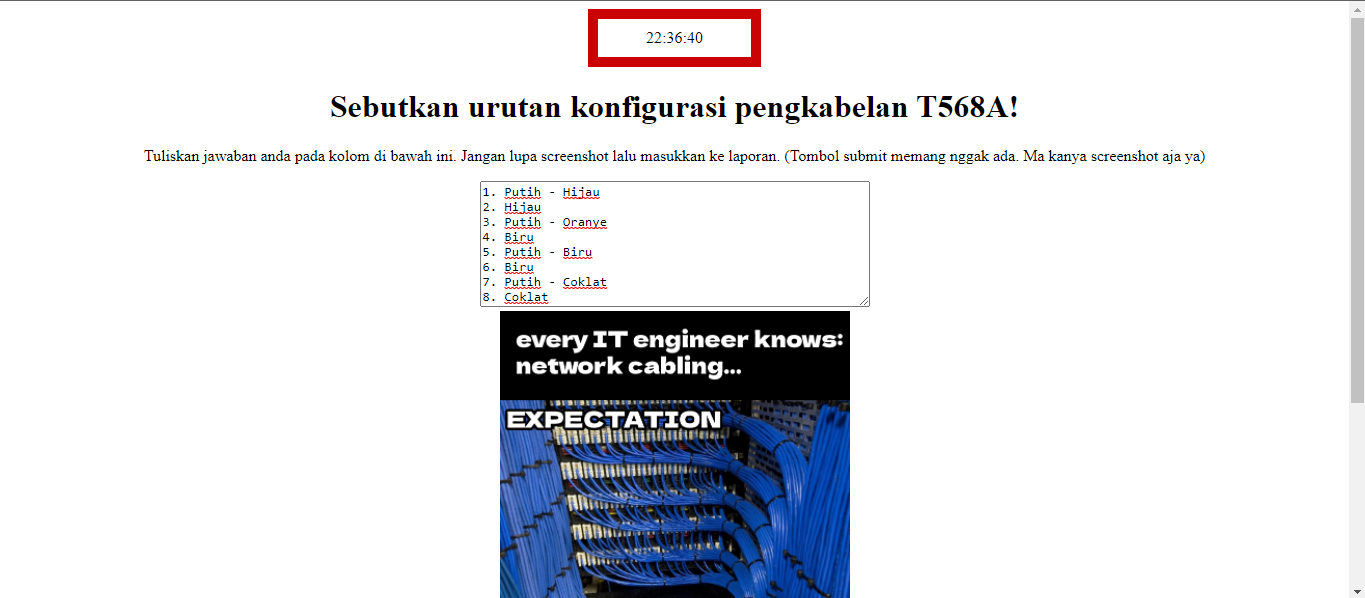 22:36:40
Sebutkan urutan konfigurasi pengkabelan T568A!
Tuliskan jawaban anda pada kolom di bawah ini. Jangan lupa screenshot lalu masukkan ke laporan. (Tombol submit memang nggak ada. Ma kanya screenshot aja ya)
1. Putih - Hijau
2. Hijau
3. Putih - Oranye
4. Biru
5. Putih - Biru
6. Biru
7. Putih - Coklat
8. Coklat
every IT engineer knows:
network cabling...
EXPECTATION